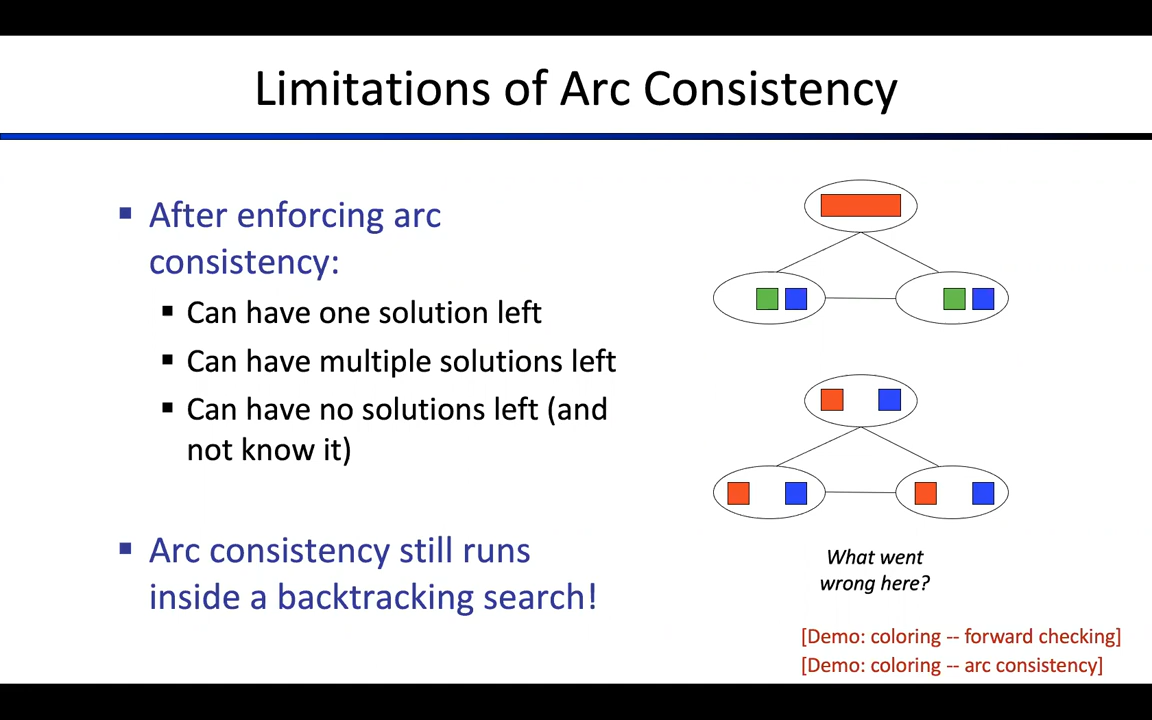 Limitations of Arc Consistency
▪ After enforcing arc
consistency:
▪ Can have one solution left
▪ Can have multiple solutions left
▪ Can have no solutions left (and
not know it)
▪ Arc consistency still runs
inside a backtracking search!
What went
wrong here?
[Demo: coloring -- forward checking]
[Demo: coloring -- arc consistency]